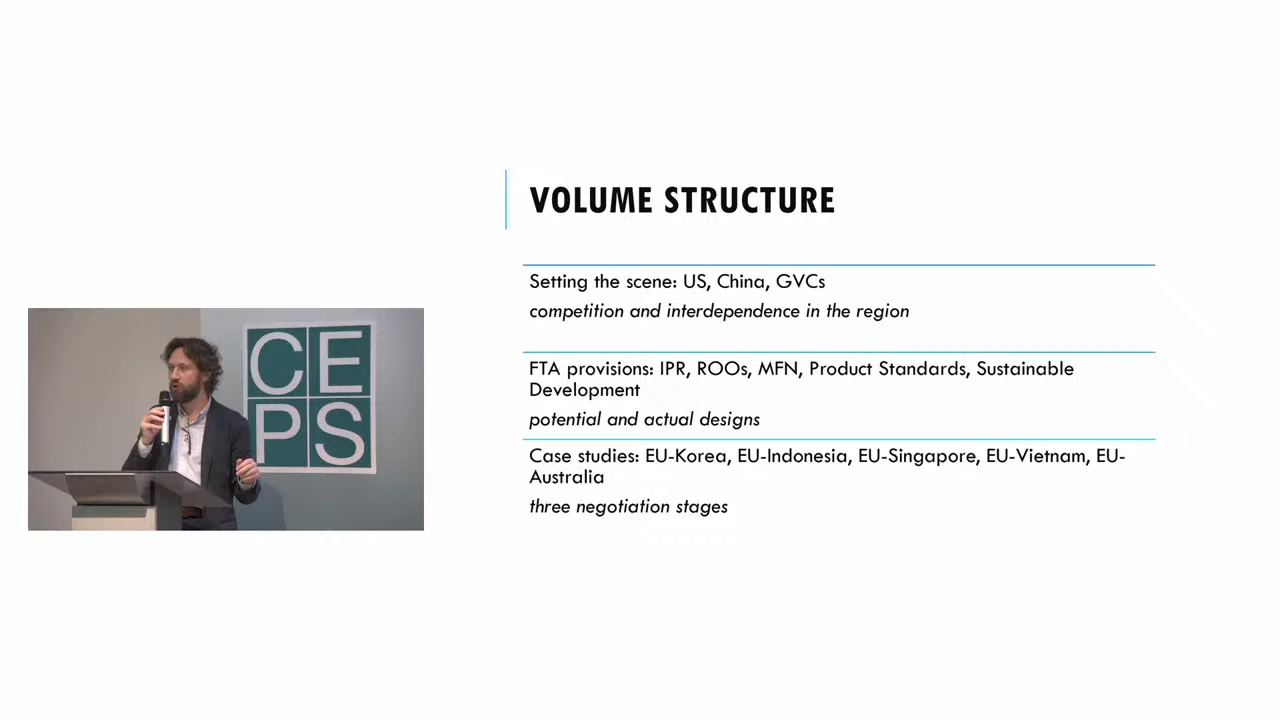 VOLUME STRUCTURE
Setting the scene: US, China, GVCs
competition and interdependence in the region
FTA provisions: IPR, ROOs, MFN, Product Standards, Sustainable
Development
potential and actual designs
Case studies: EU-Korea, EU-Indonesia, EU-Singapore, EU-Vietnam, EU-
Australia
three negotiation stages
CE
PS